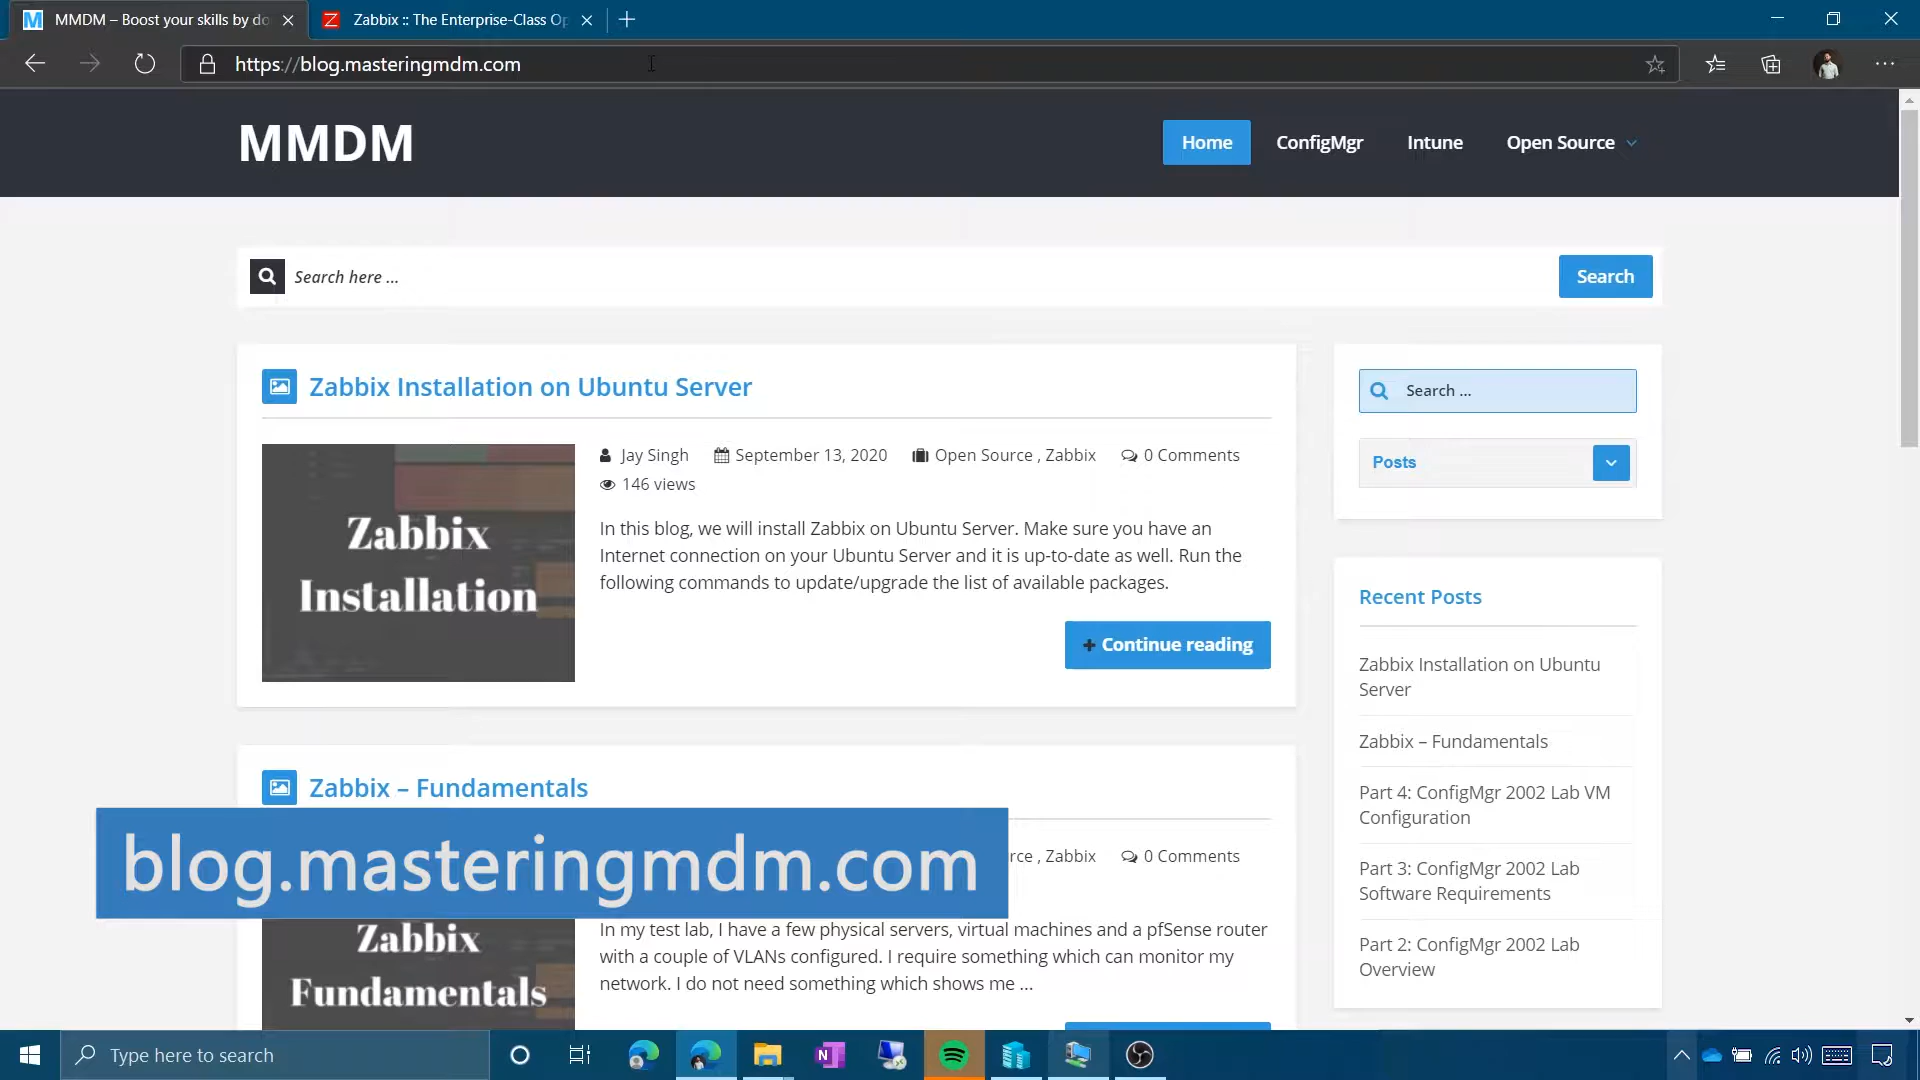 MMDM – Boost your skills by do
Zabbix :: The Enterprise-Class Op
https://blog.masteringmdm.com
MMDM
Home
ConfigMgr
Intune
Open Source
Search here ...
Search
Zabbix Installation on Ubuntu Server
Jay Singh
September 13, 2020
Open Source , Zabbix
0 Comments
146 views
Zabbix
Installation
In this blog, we will install Zabbix on Ubuntu Server. Make sure you have an
Internet connection on your Ubuntu Server and it is up-to-date as well. Run the
following commands to update/upgrade the list of available packages.
+ Continue reading
Search ...
Posts
Recent Posts
Zabbix Installation on Ubuntu
Server
Zabbix – Fundamentals
Part 4: ConfigMgr 2002 Lab VM
Configuration
Part 3: ConfigMgr 2002 Lab
Software Requirements
Part 2: ConfigMgr 2002 Lab
Overview
Zabbix – Fundamentals
rce , Zabbix
0 Comments
blog.masteringmdm.com
Zabbix
Fundamentals
In my test lab, I have a few physical servers, virtual machines and a pfSense router
with a couple of VLANs configured. I require something which can monitor my
network. I do not need something which shows me ...
Type here to search